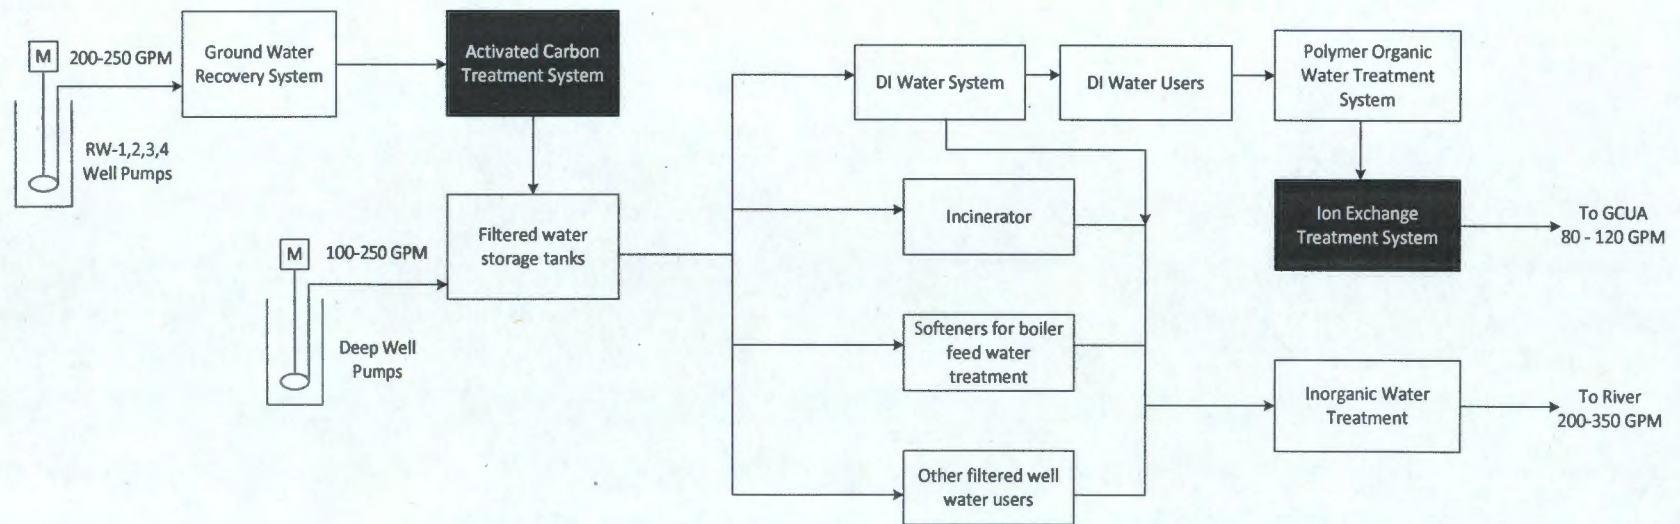 M
200-250 GPM
RW-1,2,3,4
Well Pumps
Ground Water
Recovery System
Activated Carbon
Treatment System
M
100-250 GPM
Deep Well
Pumps
Filtered water
storage tanks
DI Water System
DI Water Users
Polymer Organic
Water Treatment
System
Incinerator
Ion Exchange
Treatment System
To GCUA
80 - 120 GPM
Softeners for boiler
feed water
treatment
Inorganic Water
Treatment
To River
200-350 GPM
Other filtered well
water users